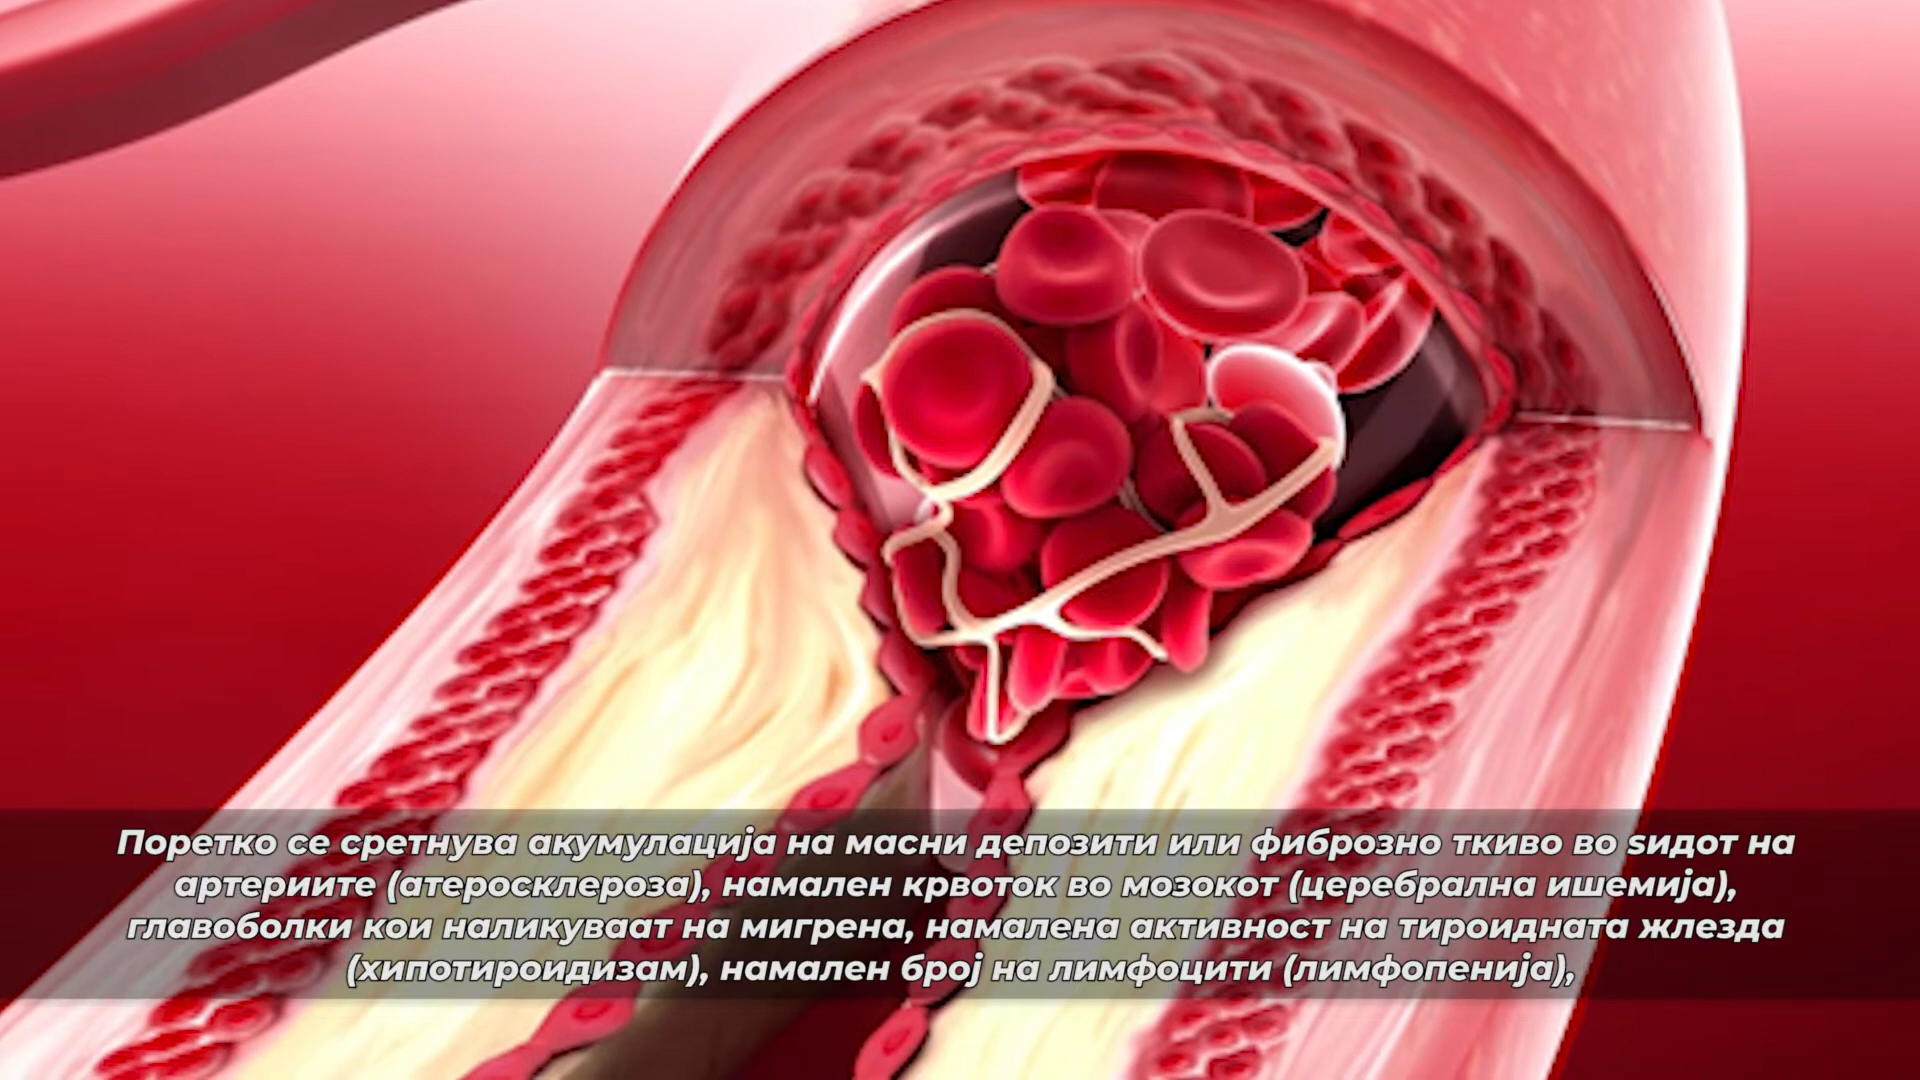 Поретко се сретнува акумулација на масни депозити или фиброзно ткиво во ѕидот на
артериите (атеросклероза), намален крвоток во мозокот (церебрална ишемија),
главоболки кои наликуваат на мигрена, намалена активност на тироидната жлезда
(хипотироидизам), намален број на лимфоцити (лимфопенија),